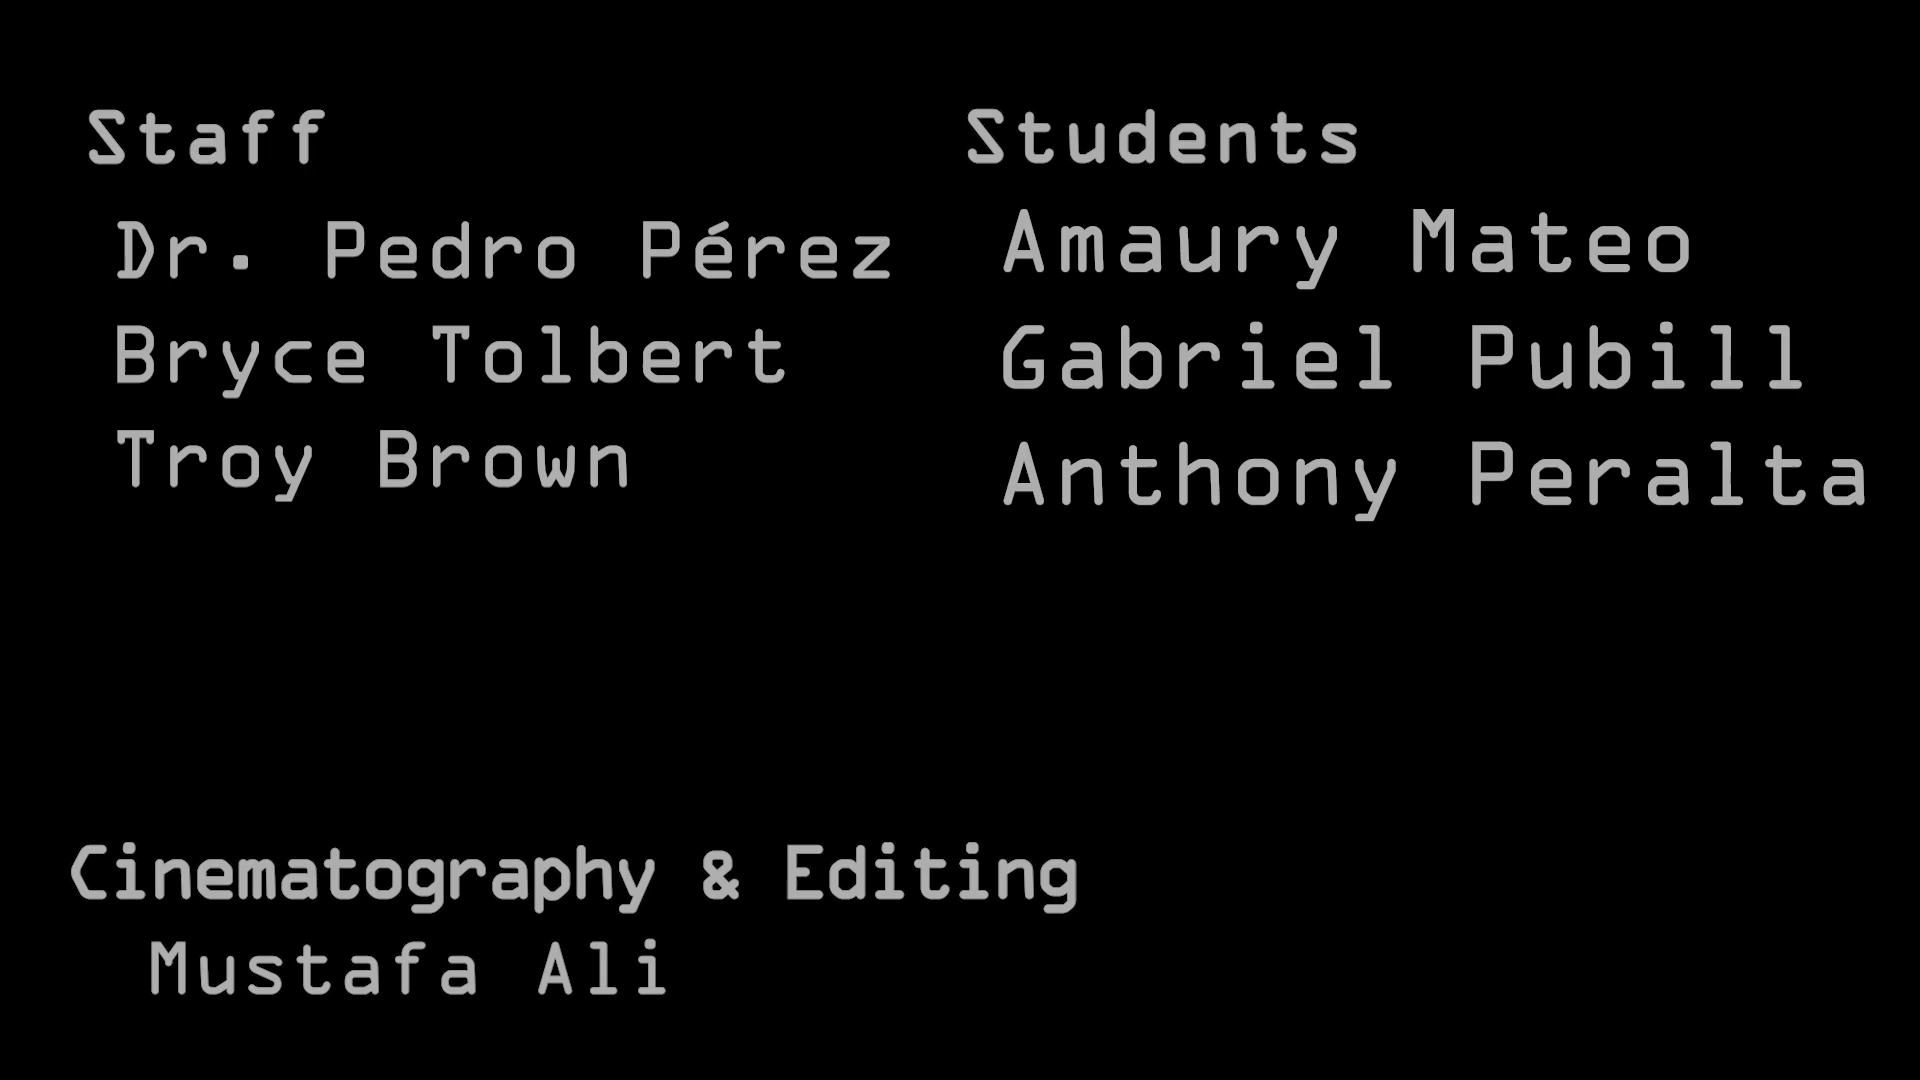 Staff
Dr. Pedro Pérez
Bryce Tolbert
Troy Brown
Students
Amaury Mateo
Gabriel Pubill
Anthony Peralta
Cinematography & Editing
Mustafa Ali